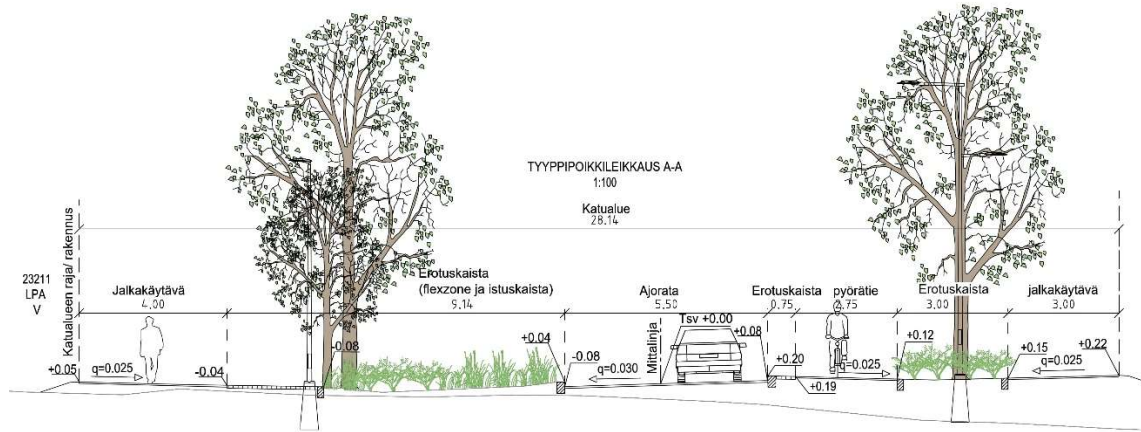 TYYPPIPOIKKILEIKKAUS A-A
1:100
Katualue
28.14
23211
LPA
V
Katualueen raja/ rakennus
Jalkakäytävä
4.00
Erotuskaista
(flexzone ja istuskaista)
9.14
Ajorata
5.50
Erotuskaista
0.75
pyörätie
2.75
Erotuskaista
3.00
jalkakäytävä
3.00
+0.05
q=0.025
-0.04
-0.08
+0.04
-0.08
q=0.030
Mittalinja
Tsv +0.00
+0.08
+0.20
+0.19
q=0.025
+0.12
+0.15
q=0.025
+0.22